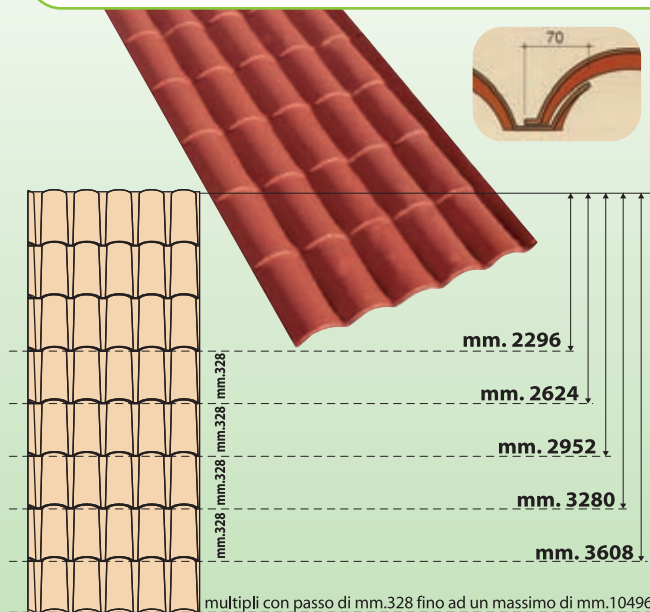 70
mm. 2296
mm.328
mm. 2624
mm.328
mm. 2952
mm.328
mm. 3280
mm.328
mm. 3608
multipli con passo di mm.328 fino ad un massimo di mm.10496